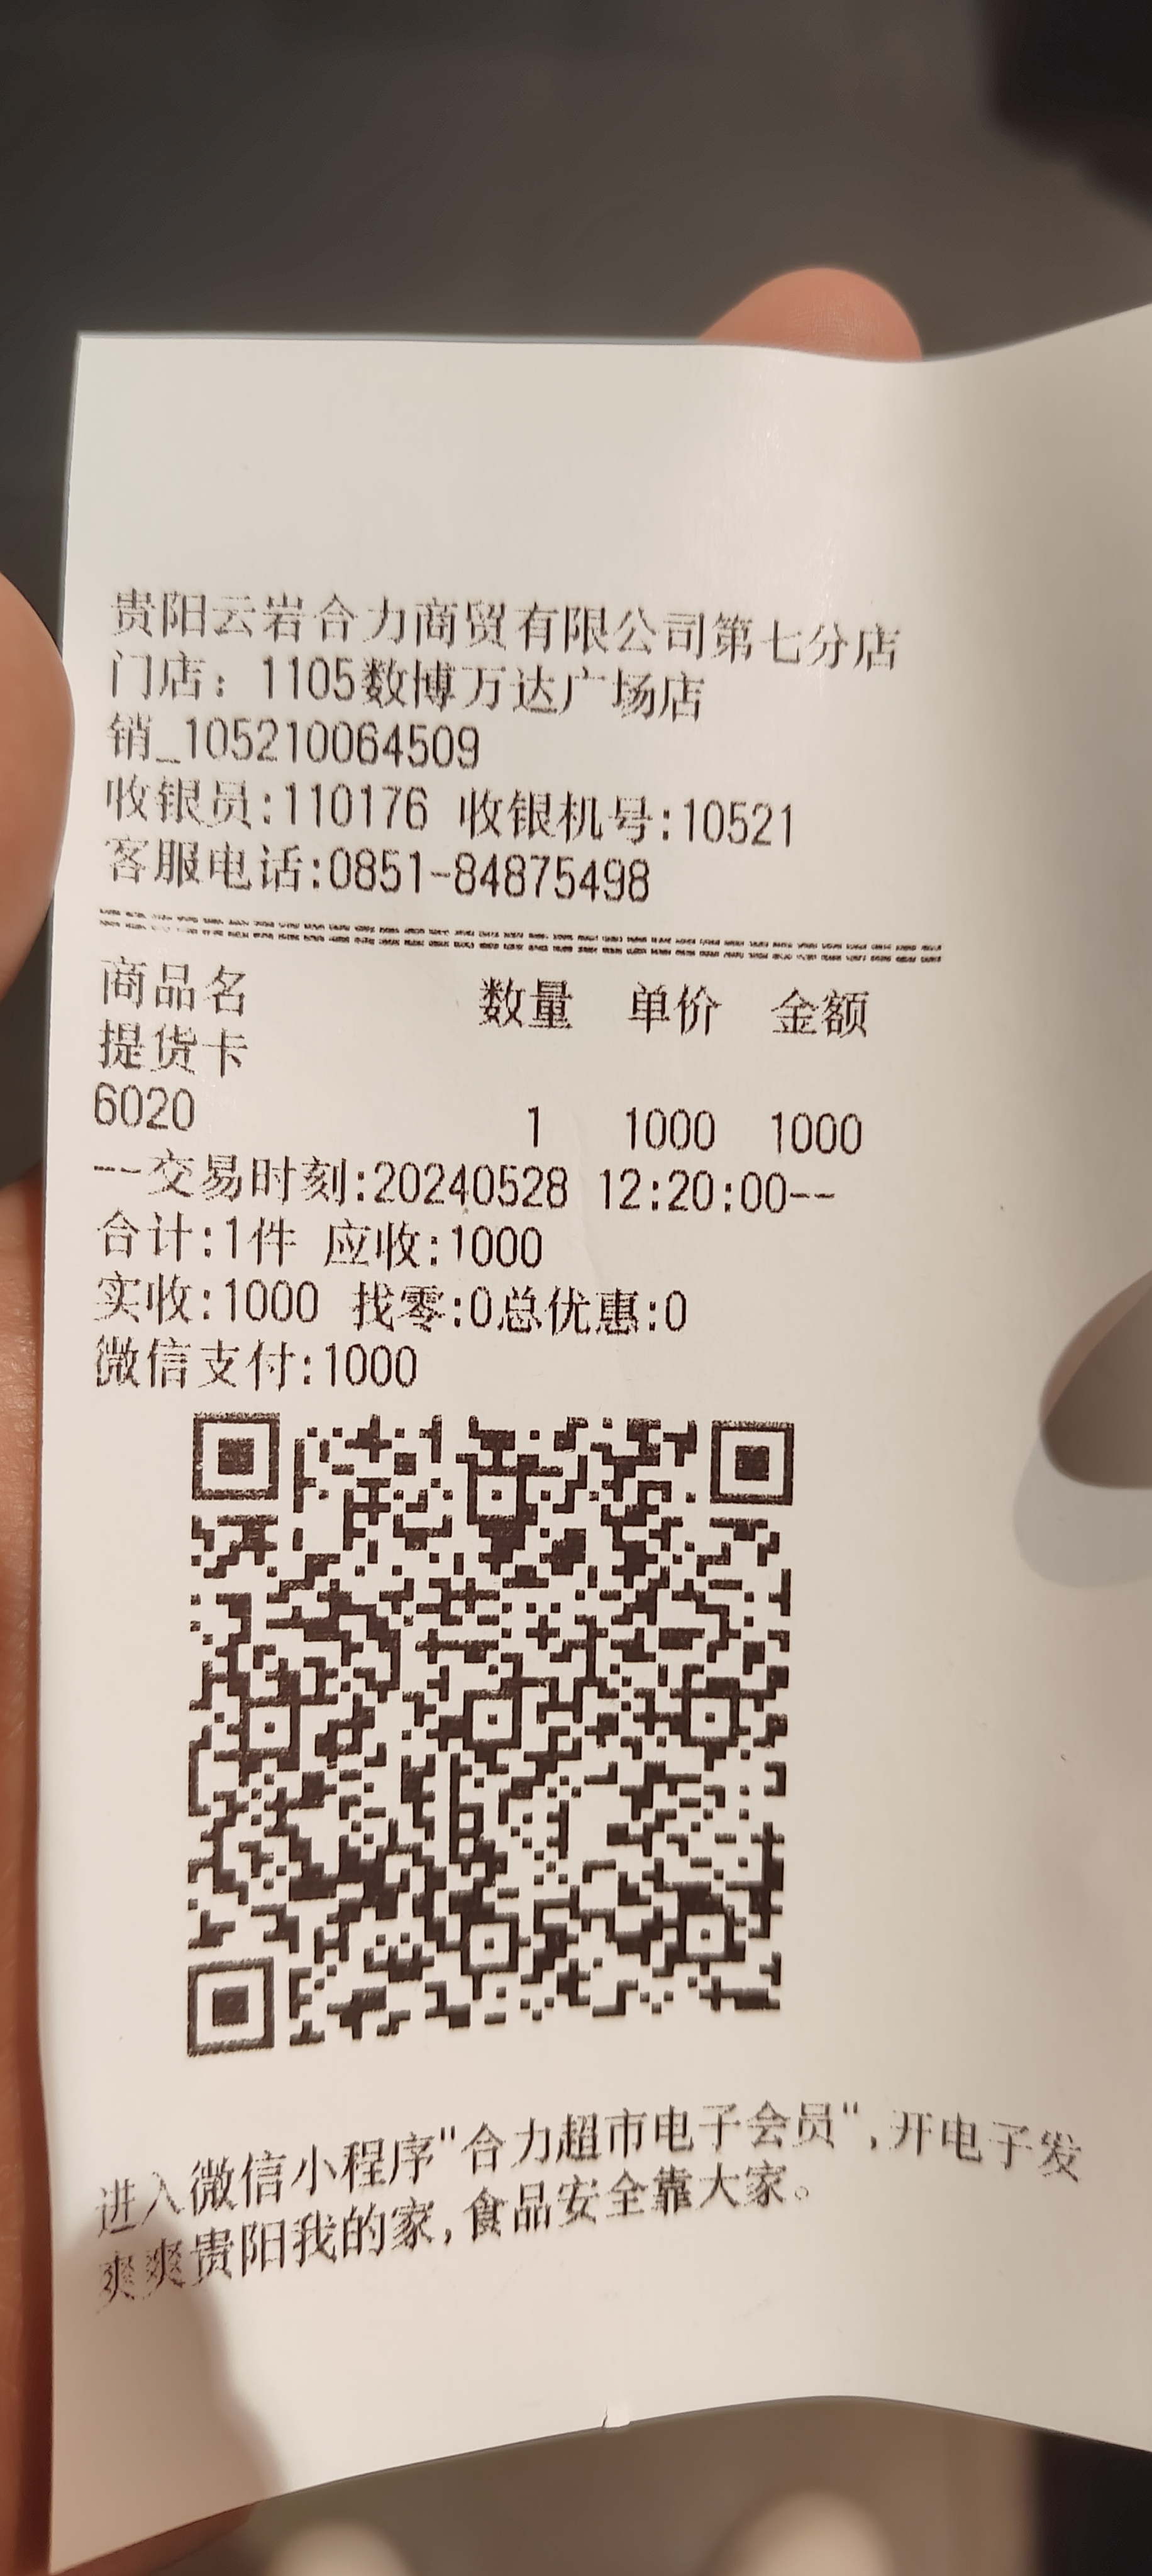 贵阳云岩合力商贸有限公司第七分店
门店：1105数博万达广场店
销_105210064509
收银员:110176 收银机号:10521
客服电话:0851-84875498
商品名 数量 单价 金额
提货卡
6020 1 1000 1000
--交易时刻:20240528 12:20:00--
合计:1件 应收:1000
实收:1000 找零:0总优惠:0
微信支付:1000
进入微信小程序"合力超市电子会员",开电子发
爽爽贵阳我的家,食品安全靠大家。